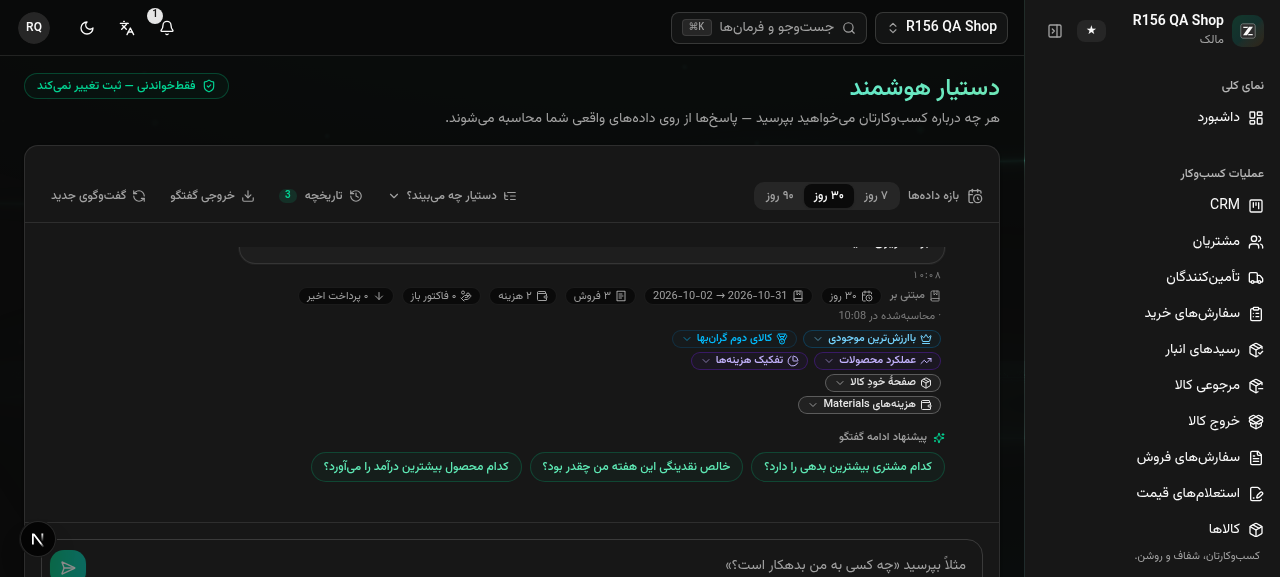 R156 QA Shop
مالک
★
Z
نمای کلی
داشبورد
عملیات کسب‌وکار
CRM
مشتریان
تأمین‌کنندگان
سفارش‌های خرید
رسیدهای انبار
مرجوعی کالا
خروج کالا
سفارش‌های فروش
استعلام‌های قیمت
کالاها
کسب‌وکارتان، شفاف و روشن.
R156 QA Shop
جست‌وجو و فرمان‌ها ⌘K
1
RQ
دستیار هوشمند
فقط‌خواندنی — ثبت تغییر نمی‌کند
هر چه درباره کسب‌وکارتان می‌خواهید بپرسید — پاسخ‌ها از روی داده‌های واقعی شما محاسبه می‌شوند.
بازه داده‌ها ۷ روز ۳۰ روز ۹۰ روز
دستیار چه می‌بیند؟ تاریخچه 3 خروجی گفتگو گفت‌وگوی جدید
۱۰:۰۸
مبتنی بر ۳۰ روز 2026-10-02 → 2026-10-31 ۳ فروش ۲ هزینه ۰ فاکتور باز ۰ پرداخت اخیر
· محاسبه‌شده در 10:08
باارزش‌ترین موجودی کالای دوم گران‌بها
عملکرد محصولات تفکیک هزینه‌ها
صفحهٔ خودِ کالا
هزینه‌های Materials
پیشنهاد ادامه گفتگو
کدام مشتری بیشترین بدهی را دارد؟ خالص نقدینگی این هفته من چقدر بود؟ کدام محصول بیشترین درآمد را می‌آورد؟
مثلاً بپرسید «چه کسی به من بدهکار است؟»
N